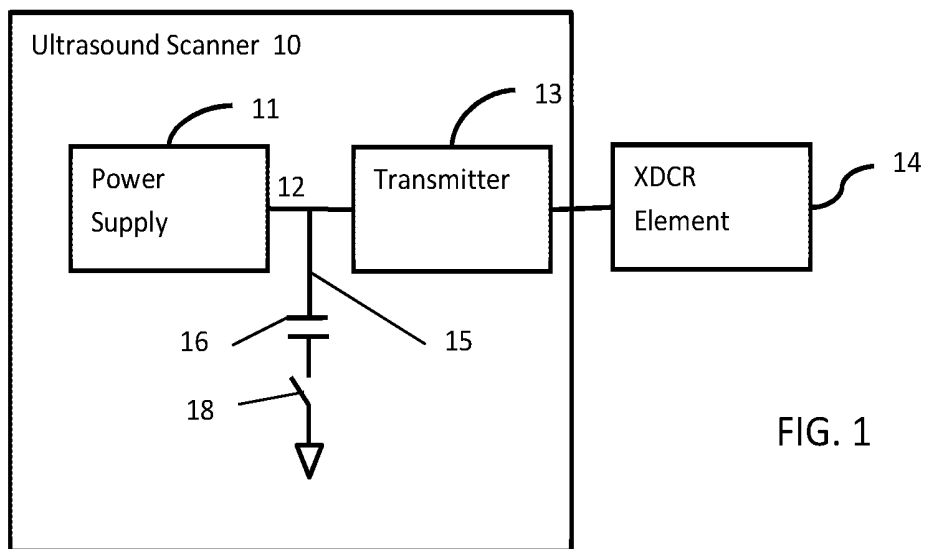 Ultrasound Scanner 10
11
13
Power
Supply
12
Transmitter
XDCR
Element
14
16
15
18
FIG. 1